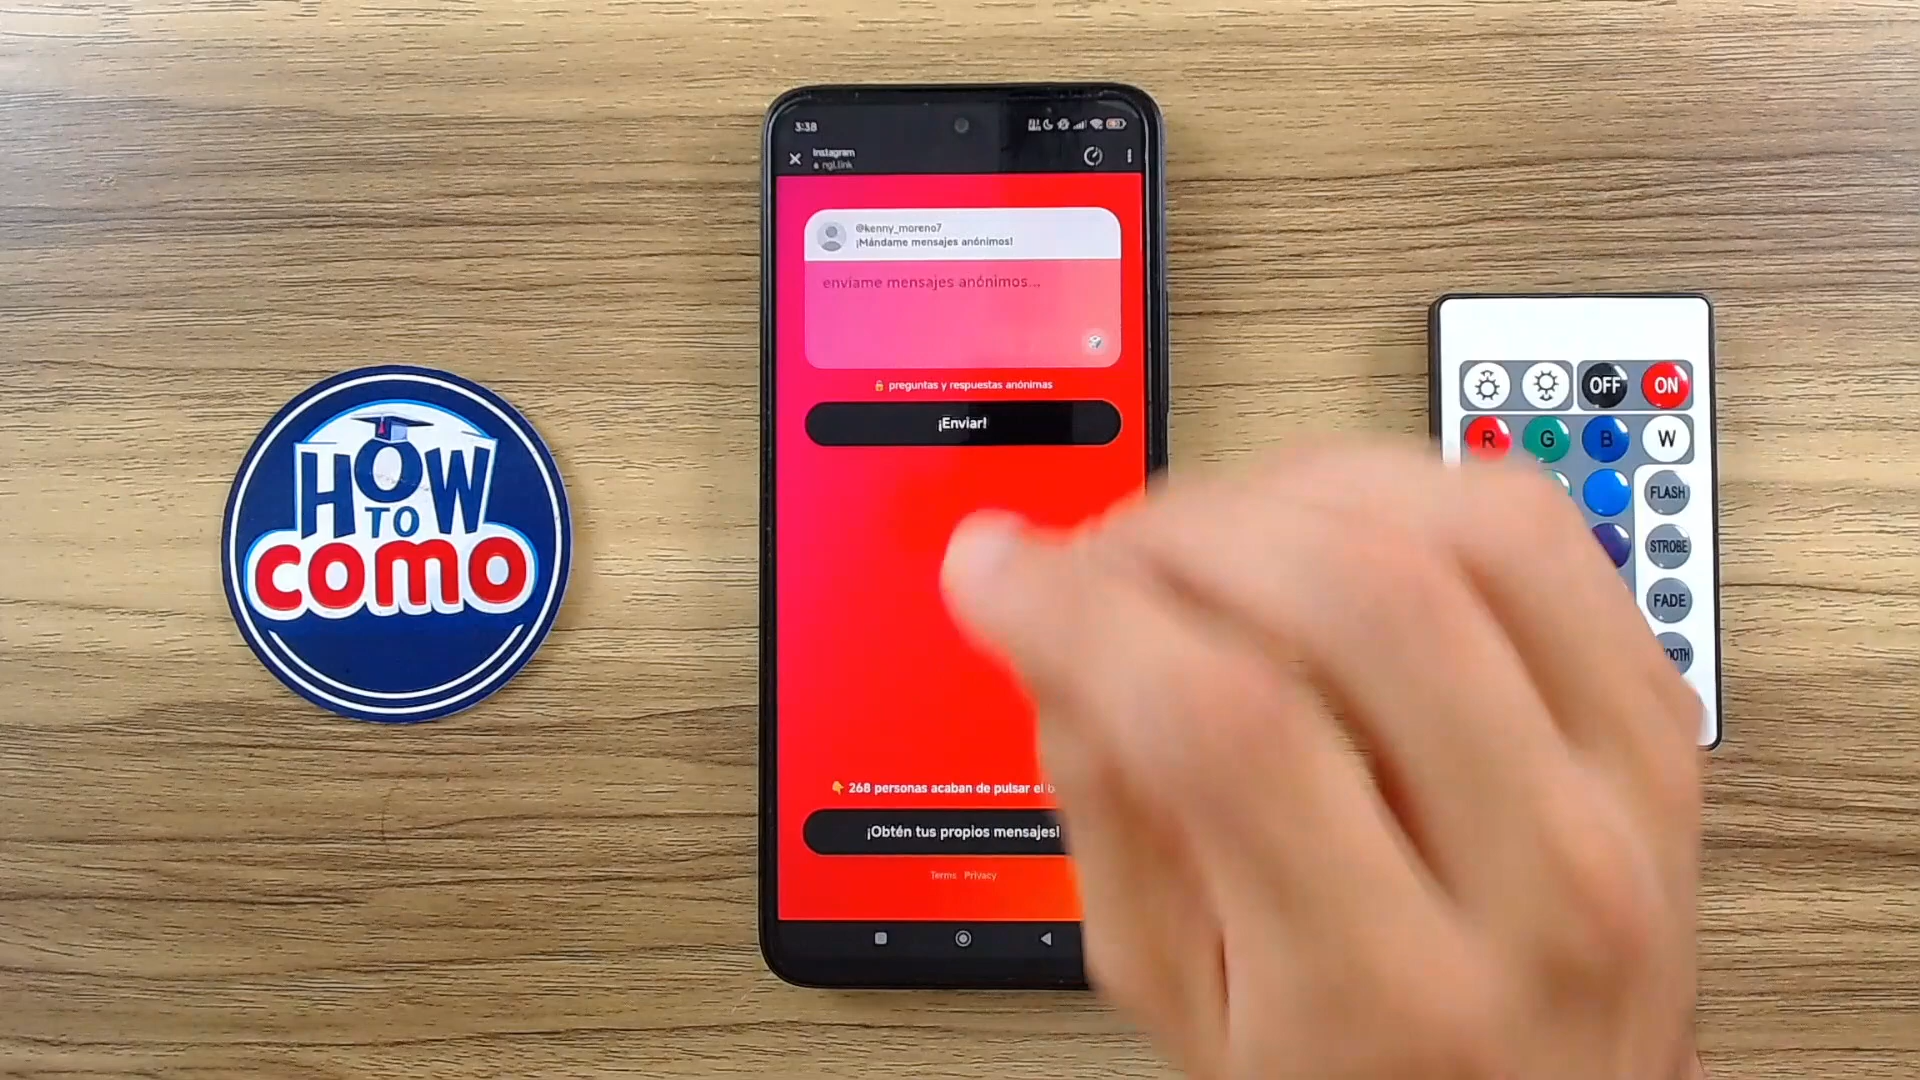 HOW
TO
COMO
3:38
Instagram
ngl.link
@kenny_moreno7
¡Mándame mensajes anónimos!
envíame mensajes anónimos...
🔒 preguntas y respuestas anónimas
¡Enviar!
👇 268 personas acaban de pulsar el
¡Obtén tus propios mensajes!
Terms Privacy
OFF
ON
R
G
B
W
FLASH
STROBE
FADE